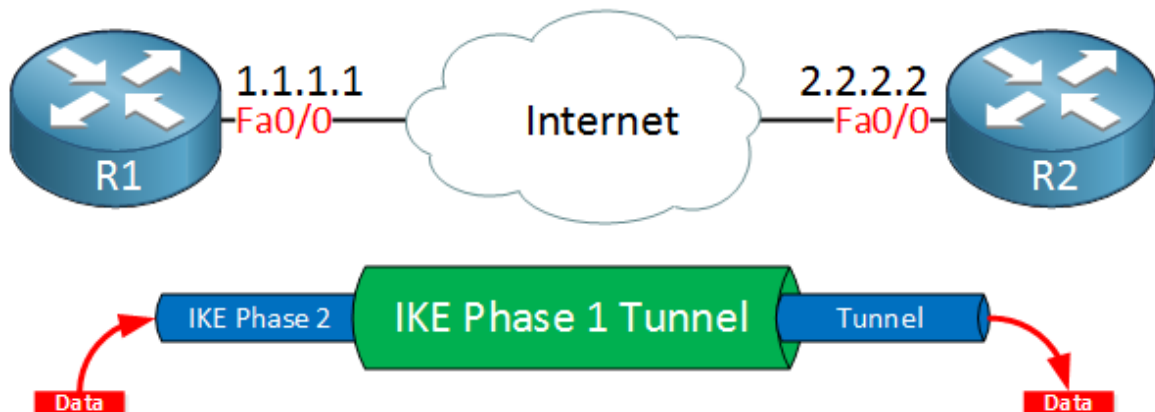 1.1.1.1
2.2.2.2
Fa0/0
Internet
Fa0/0
R1
R2
IKE Phase 2
IKE Phase 1 Tunnel
Tunnel
Data
Data